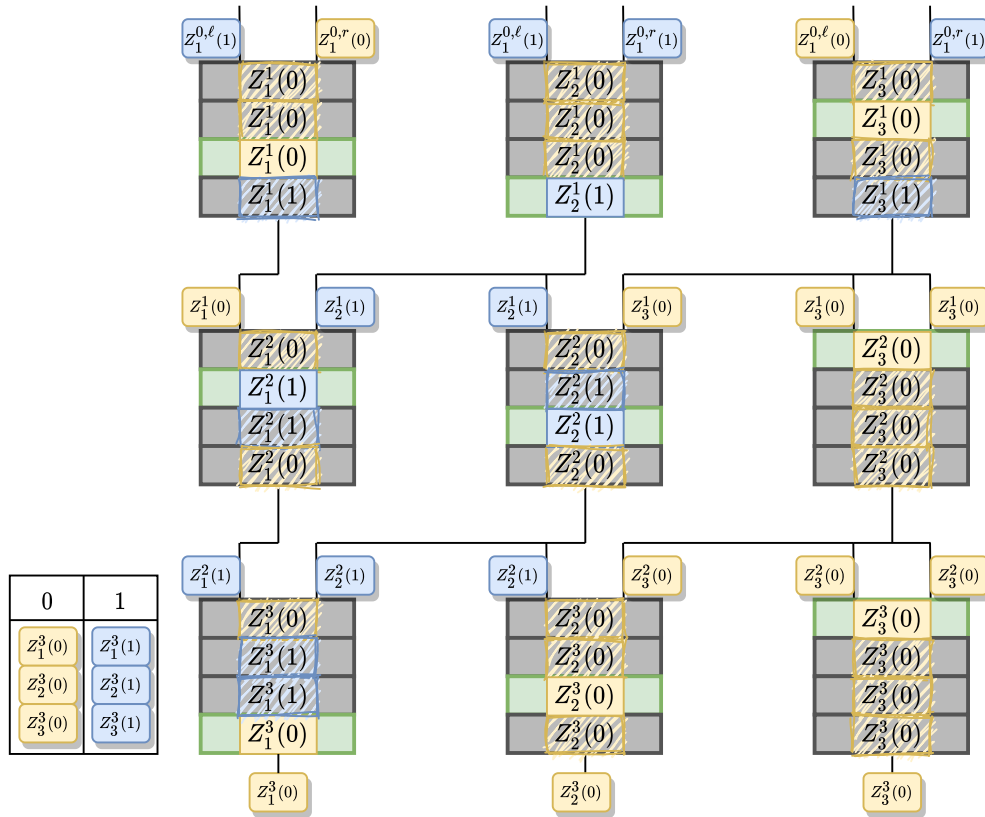 Z_1^{0,ℓ}(1) Z_1^{0,r}(0) Z_1^{0,ℓ}(1) Z_1^{0,r}(1) Z_1^{0,ℓ}(0) Z_1^{0,r}(1)
Z_1^1(0) Z_2^1(0) Z_3^1(0)
Z_1^1(0) Z_2^1(0) Z_3^1(0)
Z_1^1(0) Z_2^1(0) Z_3^1(0)
Z_1^1(1) Z_2^1(1) Z_3^1(1)
Z_1^1(0) Z_2^1(1) Z_2^1(1) Z_3^1(0) Z_3^1(0) Z_3^1(0)
Z_1^2(0) Z_2^2(0) Z_3^2(0)
Z_1^2(1) Z_2^2(1) Z_3^2(0)
Z_1^2(1) Z_2^2(1) Z_3^2(0)
Z_1^2(0) Z_2^2(0) Z_3^2(0)
Z_1^2(1) Z_2^2(1) Z_2^2(1) Z_3^2(0) Z_3^2(0) Z_3^2(0)
Z_1^3(0) Z_2^3(0) Z_3^3(0)
Z_1^3(1) Z_2^3(0) Z_3^3(0)
Z_1^3(1) Z_2^3(0) Z_3^3(0)
Z_1^3(0) Z_2^3(0) Z_3^3(0)
Z_1^3(0) Z_2^3(0) Z_3^3(0)
0 1
Z_1^3(0) Z_1^3(1)
Z_2^3(0) Z_2^3(1)
Z_3^3(0) Z_3^3(1)